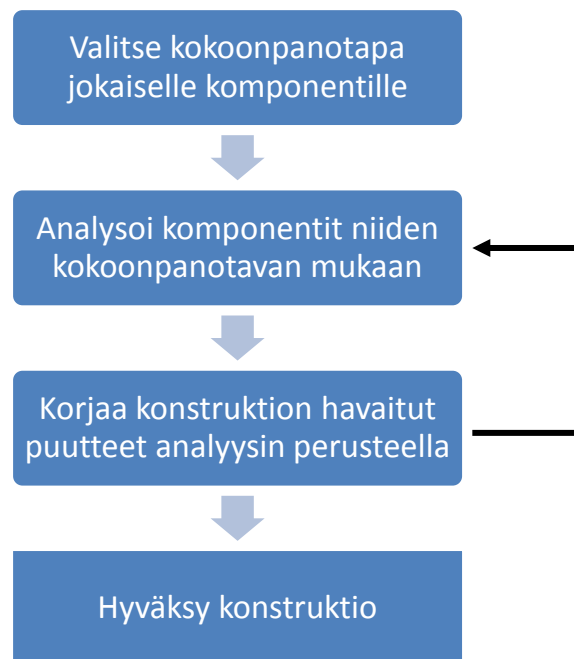 Valitse kokoonpanotapa
jokaiselle komponentille
Analysoi komponentit niiden
kokoonpanotavan mukaan
Korjaa konstruktion havaitut
puutteet analyysin perusteella
Hyväksy konstruktio